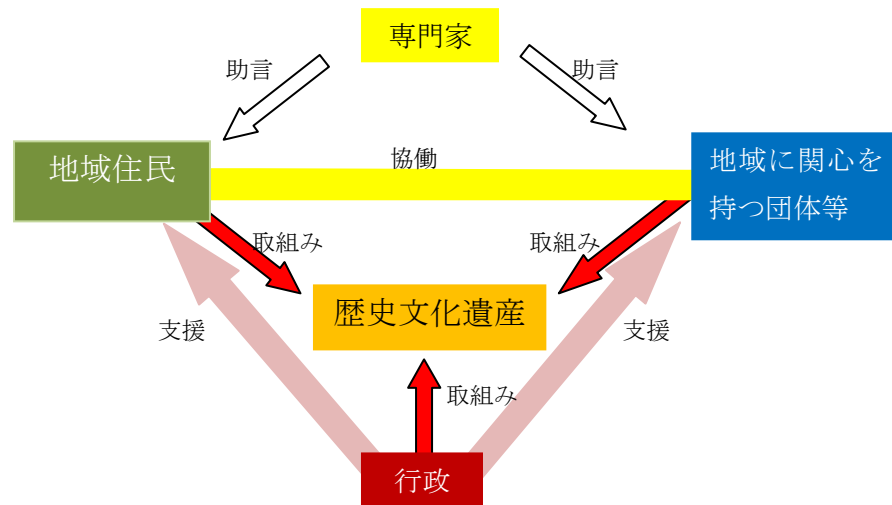 専門家
助言
助言
協働
地域住民
地域に関心を
持つ団体等
取組み
取組み
歴史文化遺産
支援
支援
取組み
行政